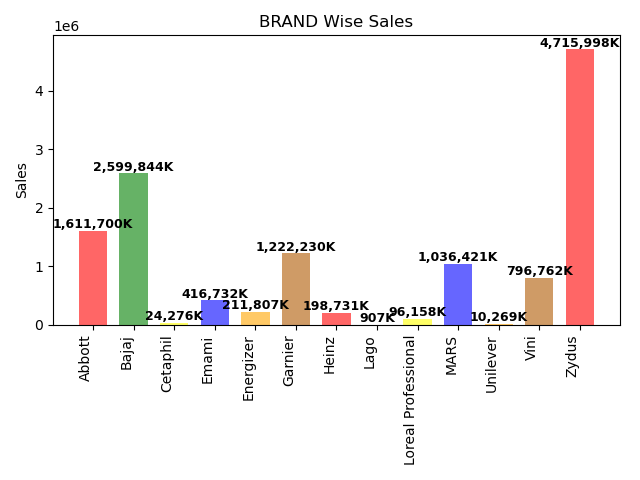 BRAND Wise Sales
1e6
Sales
4
3
2
1
0
1,611,700K
2,599,844K
24,276K
416,732K
211,807K
1,222,230K
198,731K
907K
96,158K
1,036,421K
10,269K
796,762K
4,715,998K
Abbott
Bajaj
Cetaphil
Emami
Energizer
Garnier
Heinz
Lago
Loreal Professional
MARS
Unilever
Vini
Zydus